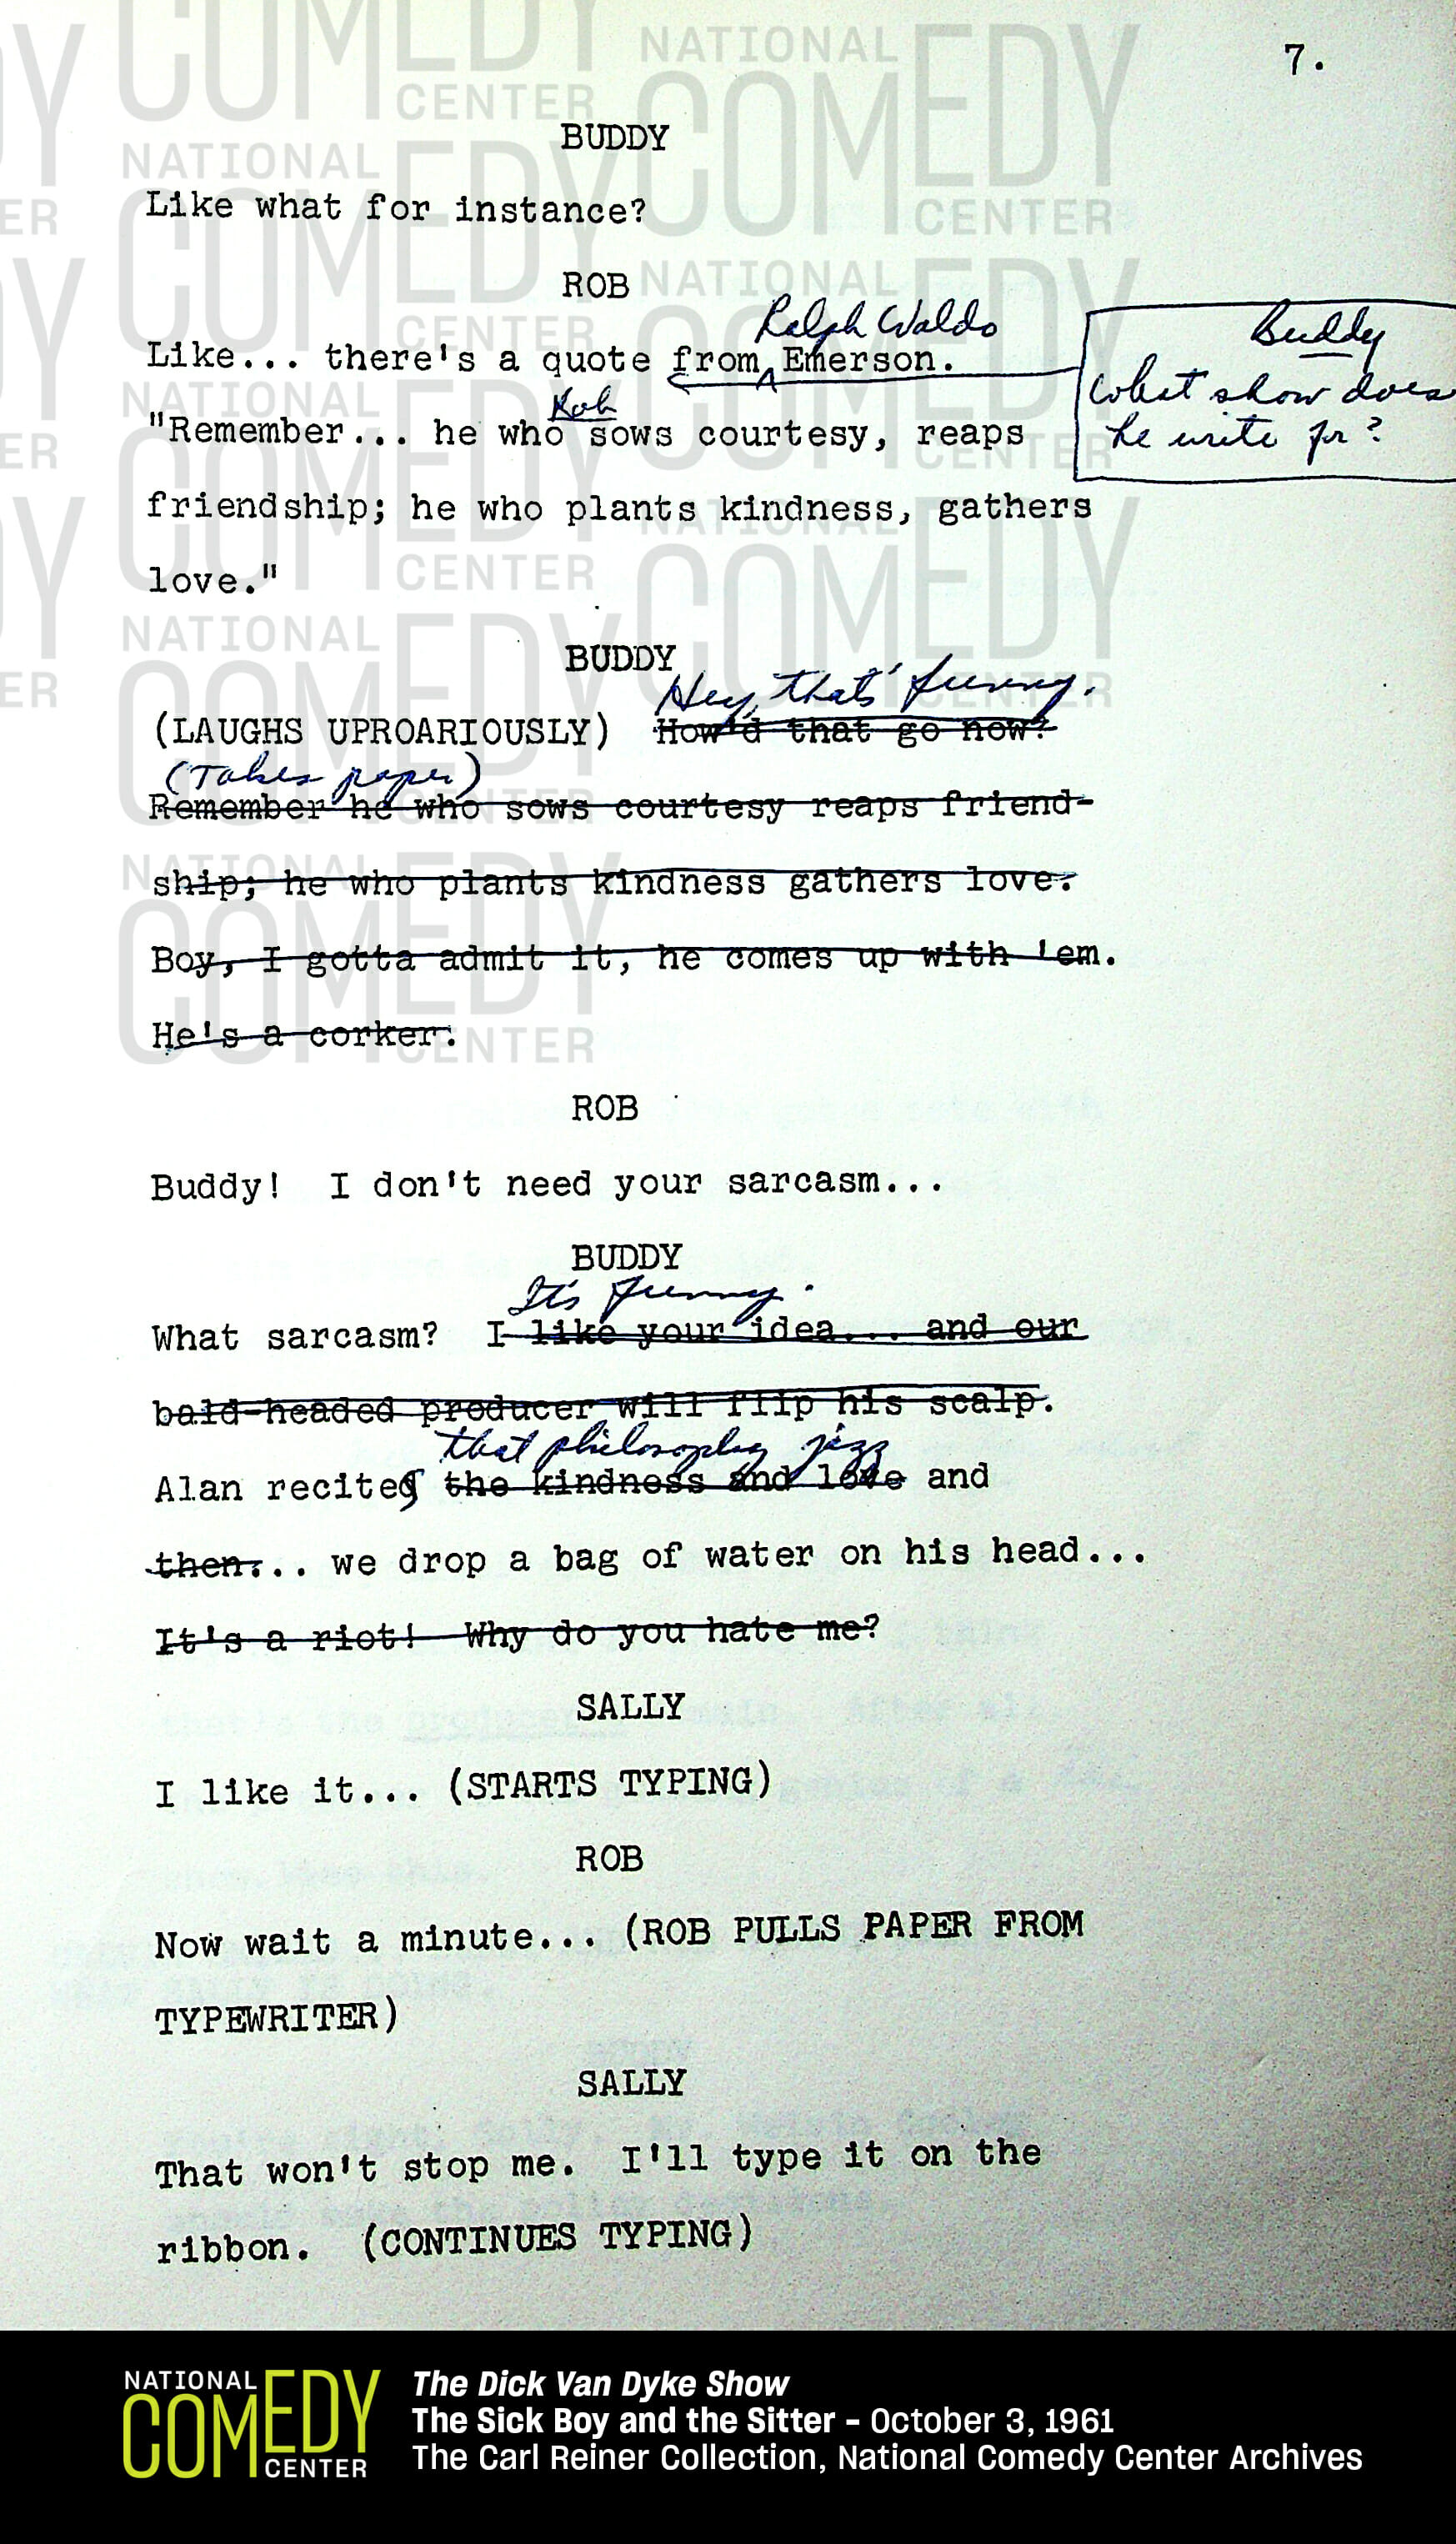 7.
BUDDY
Like what for instance?
ROB
Ralph Waldo
Like... there's a quote from Emerson.
Buddy
What show does
he write for?
Rob
"Remember... he who sows courtesy, reaps
friendship; he who plants kindness, gathers
love."
BUDDY
Hey, that's funny.
(LAUGHS UPROARIOUSLY) How'd that go now?
(Takes paper)
Remember he who sows courtesy reaps friend-
ship; he who plants kindness gathers love.
Boy, I gotta admit it, he comes up with 'em.
He's a corker.
ROB
Buddy! I don't need your sarcasm...
BUDDY
It's funny.
What sarcasm? I like your idea... and our
bald-headed producer will flip his scalp.
that philosophy jazz
Alan recites the kindness and love and
then... we drop a bag of water on his head...
It's a riot! Why do you hate me?
SALLY
I like it... (STARTS TYPING)
ROB
Now wait a minute... (ROB PULLS PAPER FROM
TYPEWRITER)
SALLY
That won't stop me. I'll type it on the
ribbon. (CONTINUES TYPING)
NATIONAL
COMEDY
CENTER
The Dick Van Dyke Show
The Sick Boy and the Sitter - October 3, 1961
The Carl Reiner Collection, National Comedy Center Archives